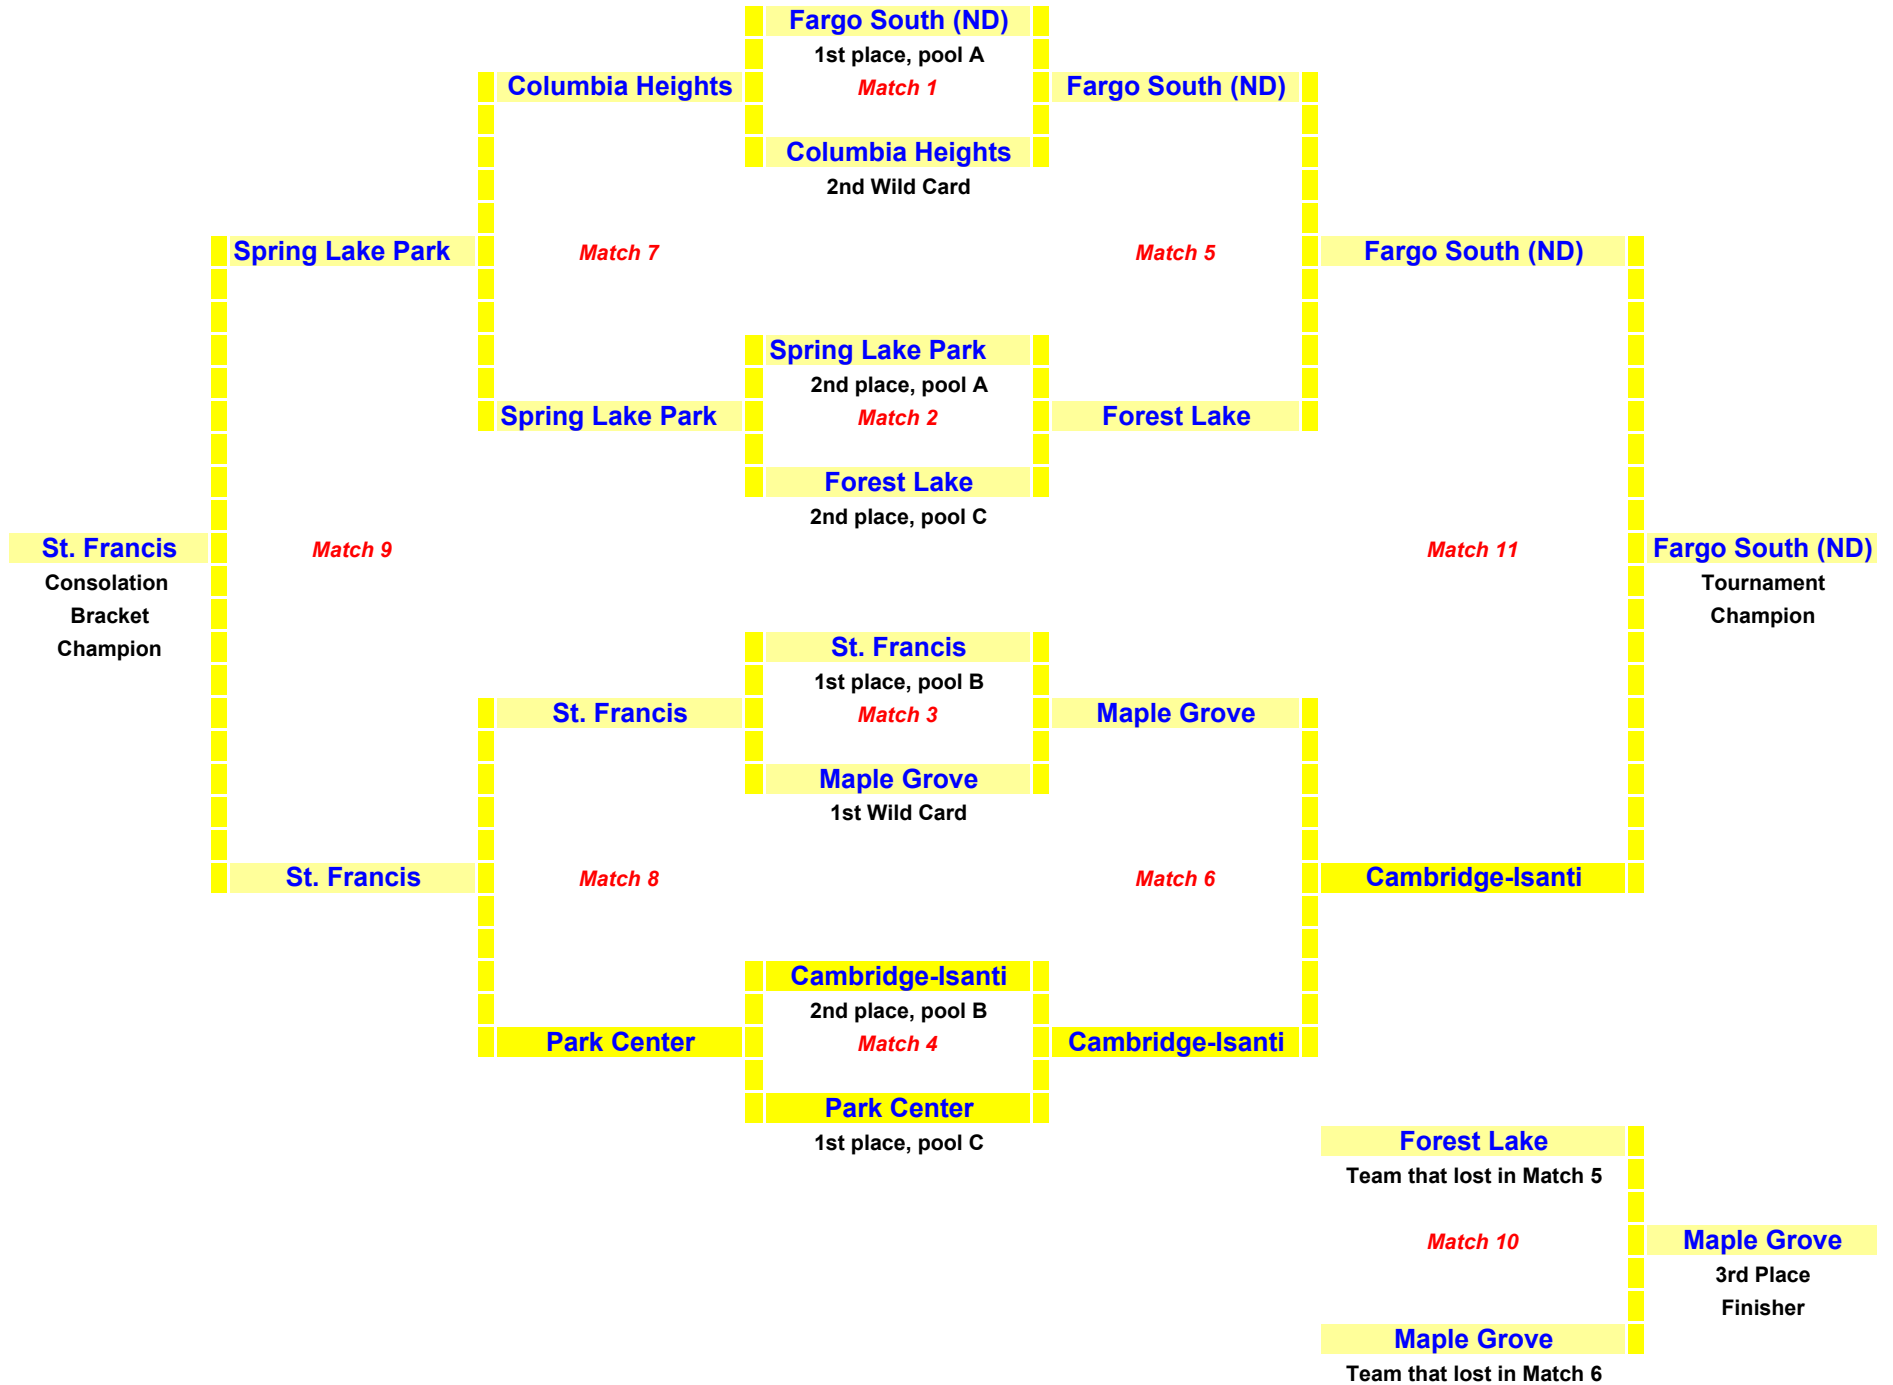 Fargo South (ND)
1st place, pool A
Columbia Heights
Match 1
Fargo South (ND)
Columbia Heights
2nd Wild Card
Spring Lake Park
Match 7
Match 5
Fargo South (ND)
Spring Lake Park
2nd place, pool A
Spring Lake Park
Match 2
Forest Lake
Forest Lake
2nd place, pool C
St. Francis
Match 9
Match 11
Fargo South (ND)
Consolation
Tournament
Bracket
Champion
Champion
St. Francis
1st place, pool B
St. Francis
Match 3
Maple Grove
Maple Grove
1st Wild Card
St. Francis
Match 8
Match 6
Cambridge-Isanti
Cambridge-Isanti
2nd place, pool B
Park Center
Match 4
Cambridge-Isanti
Park Center
1st place, pool C
Forest Lake
Team that lost in Match 5
Match 10
Maple Grove
3rd Place
Finisher
Maple Grove
Team that lost in Match 6